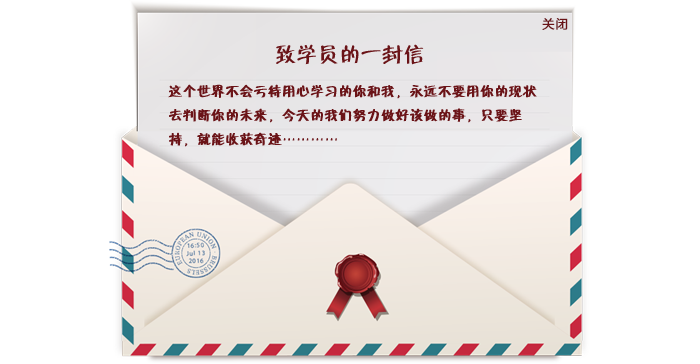 关闭
致学员的一封信
这个世界不会亏待用心学习的你和我，永远不要用你的现状
去判断你的未来，今天的我们努力做好该做的事，只要坚
持，就能收获奇迹…………
EUROPEAN UNION
16:50
Jul 13
2016
BRUSSELS